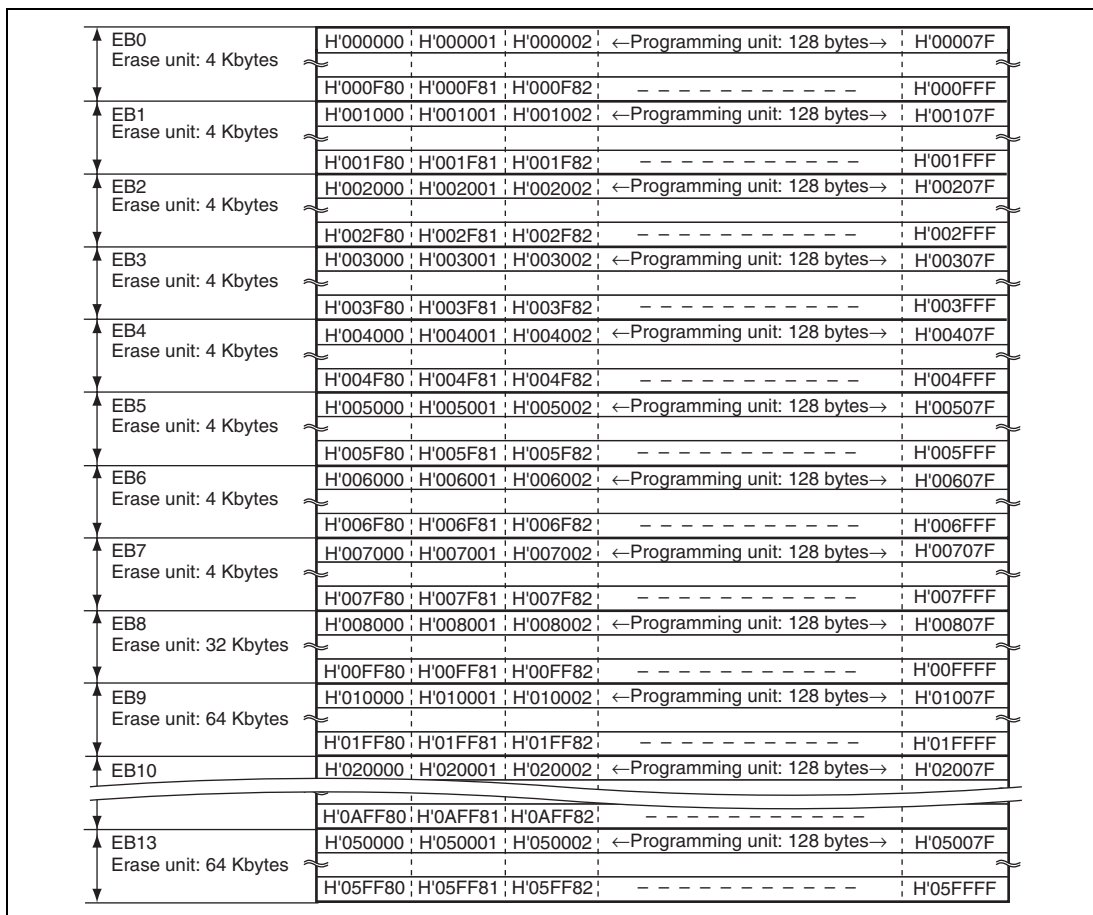 EB0
Erase unit: 4 Kbytes
H'000000 H'000001 H'000002 ←Programming unit: 128 bytes→ H'00007F
H'000F80 H'000F81 H'000F82 – – – – – – – – – – – H'000FFF
EB1
Erase unit: 4 Kbytes
H'001000 H'001001 H'001002 ←Programming unit: 128 bytes→ H'00107F
H'001F80 H'001F81 H'001F82 – – – – – – – – – – – H'001FFF
EB2
Erase unit: 4 Kbytes
H'002000 H'002001 H'002002 ←Programming unit: 128 bytes→ H'00207F
H'002F80 H'002F81 H'002F82 – – – – – – – – – – – H'002FFF
EB3
Erase unit: 4 Kbytes
H'003000 H'003001 H'003002 ←Programming unit: 128 bytes→ H'00307F
H'003F80 H'003F81 H'003F82 – – – – – – – – – – – H'003FFF
EB4
Erase unit: 4 Kbytes
H'004000 H'004001 H'004002 ←Programming unit: 128 bytes→ H'00407F
H'004F80 H'004F81 H'004F82 – – – – – – – – – – – H'004FFF
EB5
Erase unit: 4 Kbytes
H'005000 H'005001 H'005002 ←Programming unit: 128 bytes→ H'00507F
H'005F80 H'005F81 H'005F82 – – – – – – – – – – – H'005FFF
EB6
Erase unit: 4 Kbytes
H'006000 H'006001 H'006002 ←Programming unit: 128 bytes→ H'00607F
H'006F80 H'006F81 H'006F82 – – – – – – – – – – – H'006FFF
EB7
Erase unit: 4 Kbytes
H'007000 H'007001 H'007002 ←Programming unit: 128 bytes→ H'00707F
H'007F80 H'007F81 H'007F82 – – – – – – – – – – – H'007FFF
EB8
Erase unit: 32 Kbytes
H'008000 H'008001 H'008002 ←Programming unit: 128 bytes→ H'00807F
H'00FF80 H'00FF81 H'00FF82 – – – – – – – – – – – H'00FFFF
EB9
Erase unit: 64 Kbytes
H'010000 H'010001 H'010002 ←Programming unit: 128 bytes→ H'01007F
H'01FF80 H'01FF81 H'01FF82 – – – – – – – – – – – H'01FFFF
EB10
H'020000 H'020001 H'020002 ←Programming unit: 128 bytes→ H'02007F
H'0AFF80 H'0AFF81 H'0AFF82 – – – – – – – – – – –
EB13
Erase unit: 64 Kbytes
H'050000 H'050001 H'050002 ←Programming unit: 128 bytes→ H'05007F
H'05FF80 H'05FF81 H'05FF82 – – – – – – – – – – – H'05FFFF